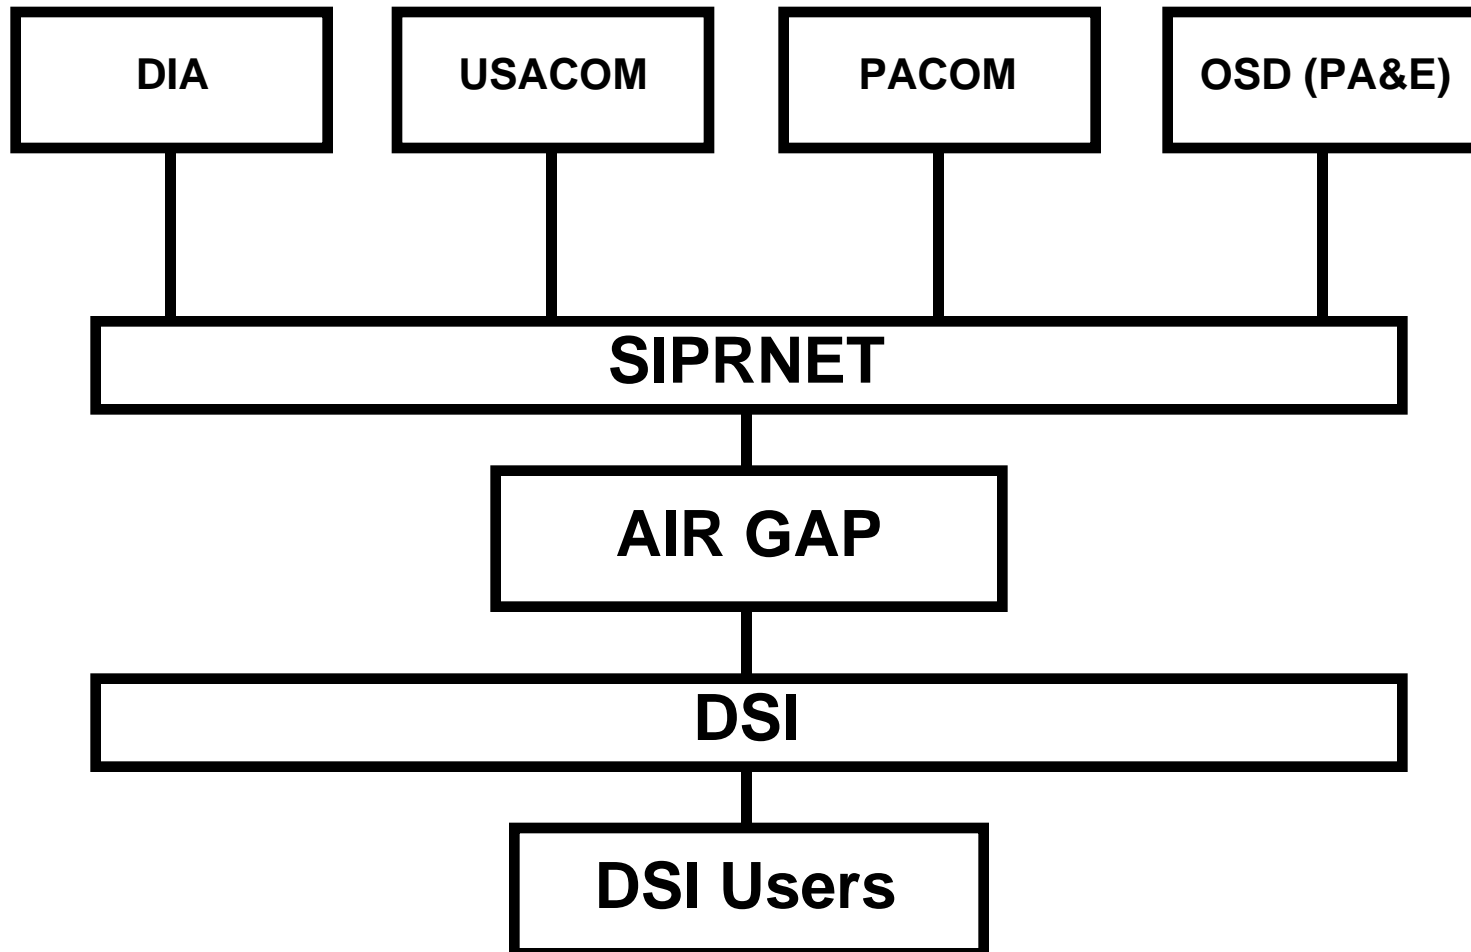 DIA
USACOM
PACOM
OSD (PA&E)
SIPRNET
AIR GAP
DSI
DSI Users